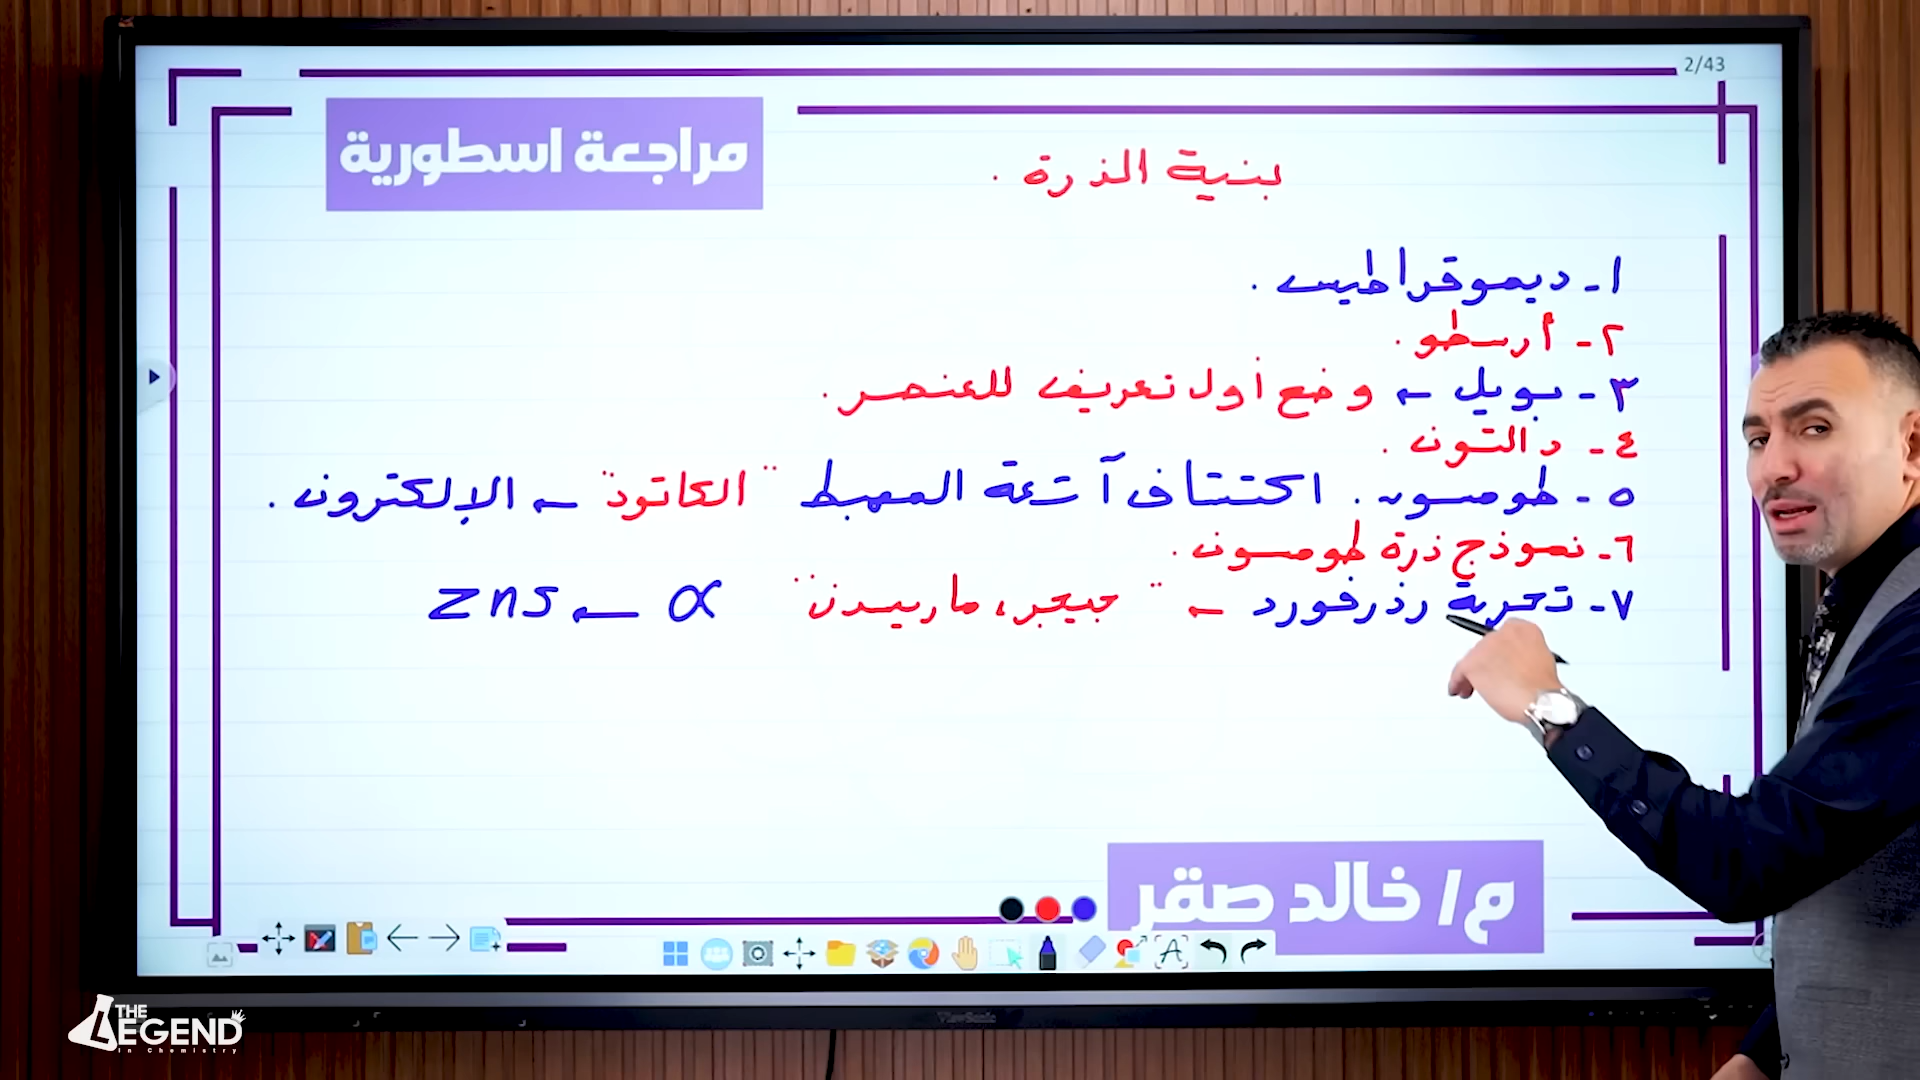 2/43
مراجعة اسطورية
بنية الذرة .
١- ديموقراطيس .
٢- أرسطو .
٣- بويل ← وضع أول تعريف للعنصر .
٤- دالتون .
٥- طومسون . اكتشاف أشعة المهبط "الكاثود" ← الإلكترون .
٦- نموذج ذرة طومسون .
٧- تجربة رذرفورد ← "جيجر، مارسدن" α ← ZnS
م/ خالد صقر
THE LEGEND
In Chemistry
ViewSonic